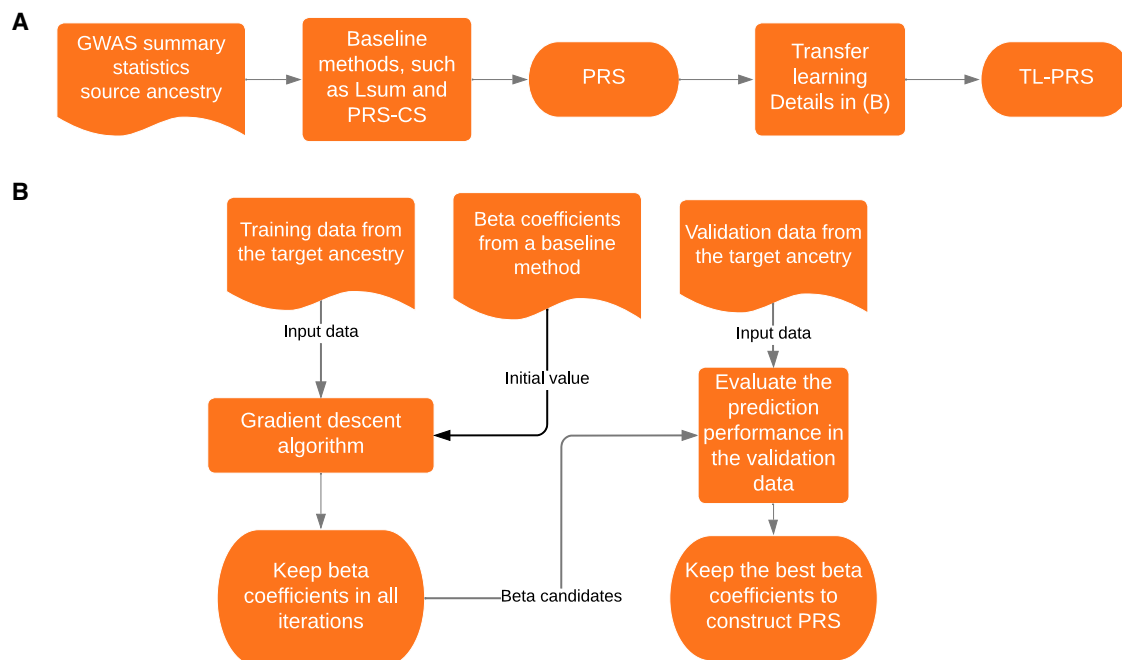 A
GWAS summary
statistics
source ancestry
Baseline
methods, such
as Lsum and
PRS-CS
PRS
Transfer
learning
Details in (B)
TL-PRS
B
Training data from
the target ancestry
Beta coefficients
from a baseline
method
Validation data from
the target ancetry
Input data
Initial value
Input data
Gradient descent
algorithm
Evaluate the
prediction
performance in
the validation
data
Keep beta
coefficients in all
iterations
Beta candidates
Keep the best beta
coefficients to
construct PRS